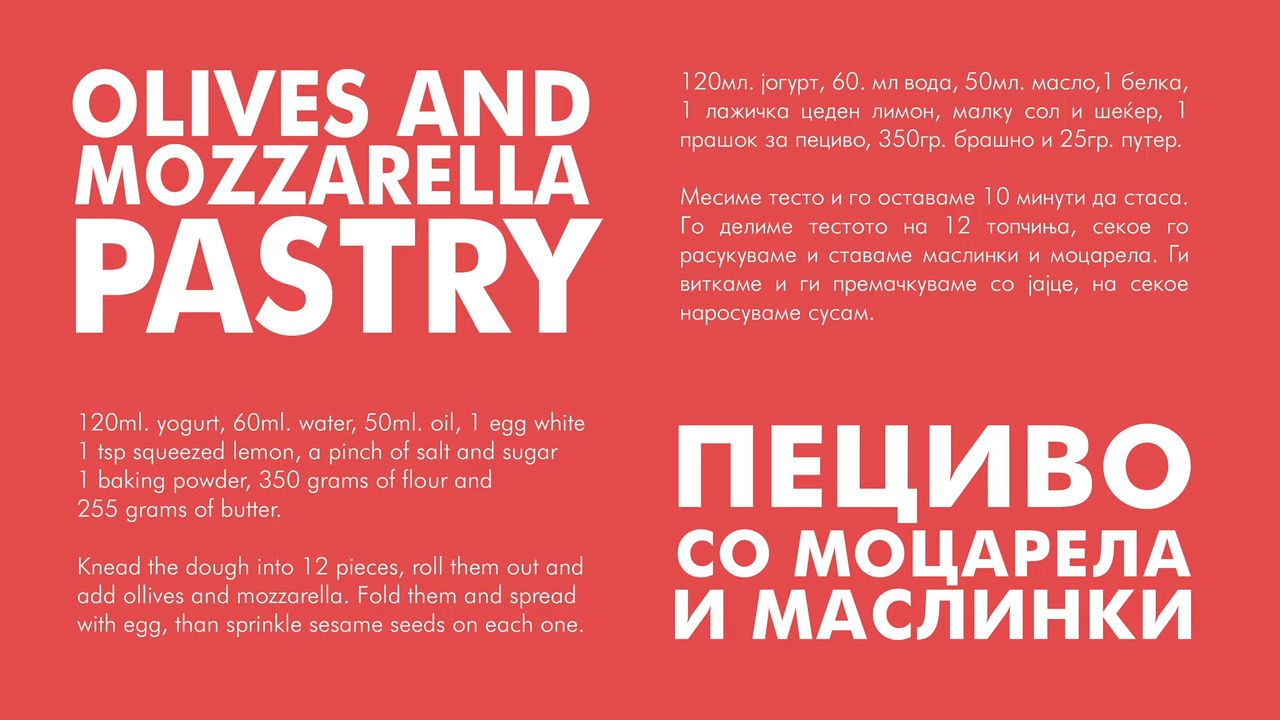 OLIVES AND
MOZZARELLA
PASTRY
120ml. yogurt, 60ml. water, 50ml. oil, 1 egg white
1 tsp squeezed lemon, a pinch of salt and sugar
1 baking powder, 350 grams of flour and
255 grams of butter.
Knead the dough into 12 pieces, roll them out and
add ollives and mozzarella. Fold them and spread
with egg, than sprinkle sesame seeds on each one.
120мл. јогурт, 60. мл вода, 50мл. масло,1 белка,
1 лажичка цеден лимон, малку сол и шеќер, 1
прашок за пециво, 350гр. брашно и 25гр. путер.
Месиме тесто и го оставаме 10 минути да стаса.
Го делиме тестото на 12 топчиња, секое го
расукуваме и ставаме маслинки и моцарела. Ги
виткаме и ги премачкуваме со јајце, на секое
наросуваме сусам.
ПЕЦИВО
СО МОЦАРЕЛА
И МАСЛИНКИ